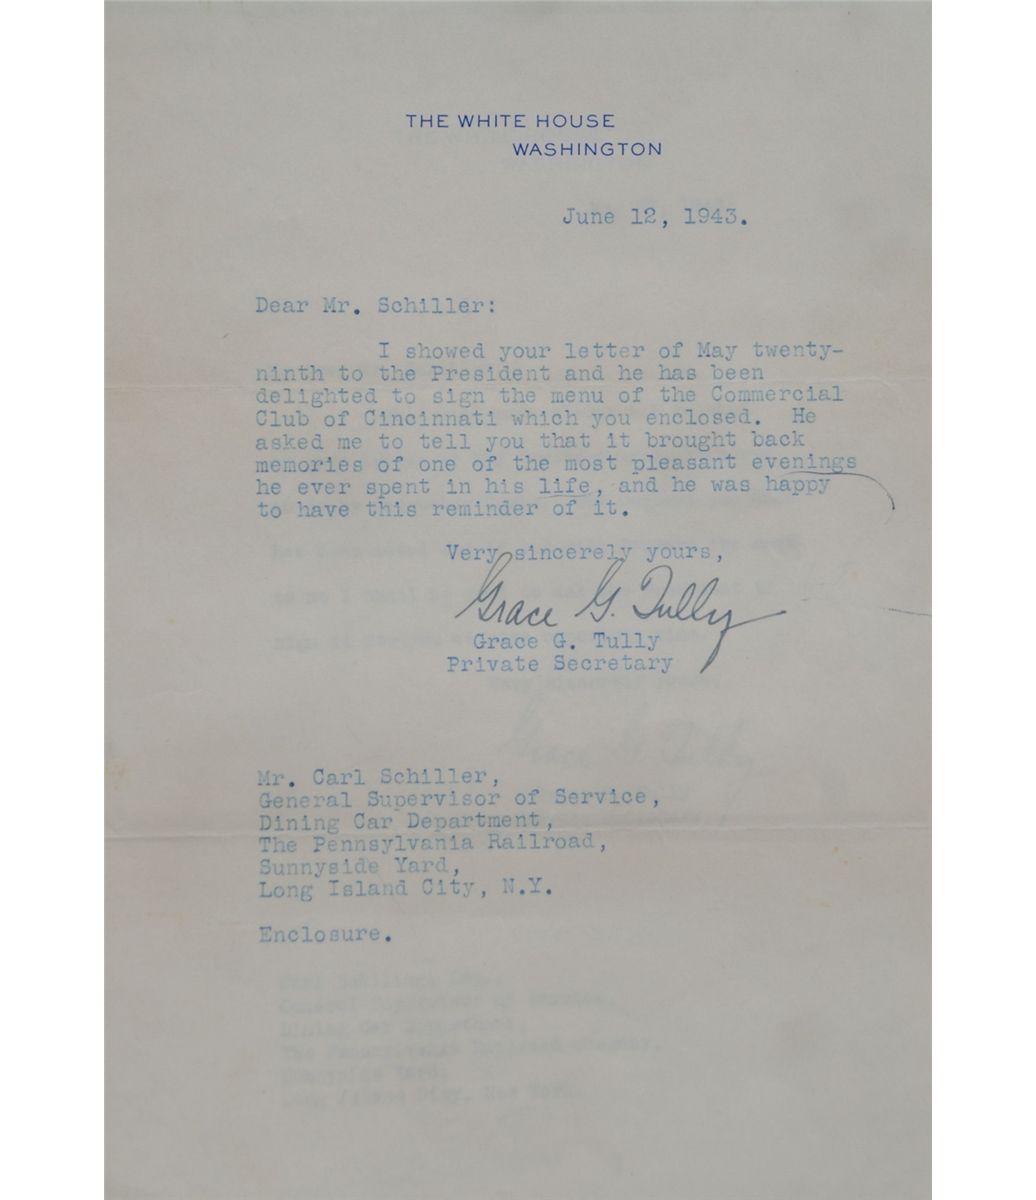 THE WHITE HOUSE
WASHINGTON
June 12, 1943.
Dear Mr. Schiller:
I showed your letter of May twenty-
ninth to the President and he has been
delighted to sign the menu of the Commercial
Club of Cincinnati which you enclosed. He
asked me to tell you that it brought back
memories of one of the most pleasant evenings
he ever spent in his life, and he was happy
to have this reminder of it.
Very sincerely yours,
Grace G. Tully
Grace G. Tully
Private Secretary
Mr. Carl Schiller,
General Supervisor of Service,
Dining Car Department,
The Pennsylvania Railroad,
Sunnyside Yard,
Long Island City, N.Y.
Enclosure.